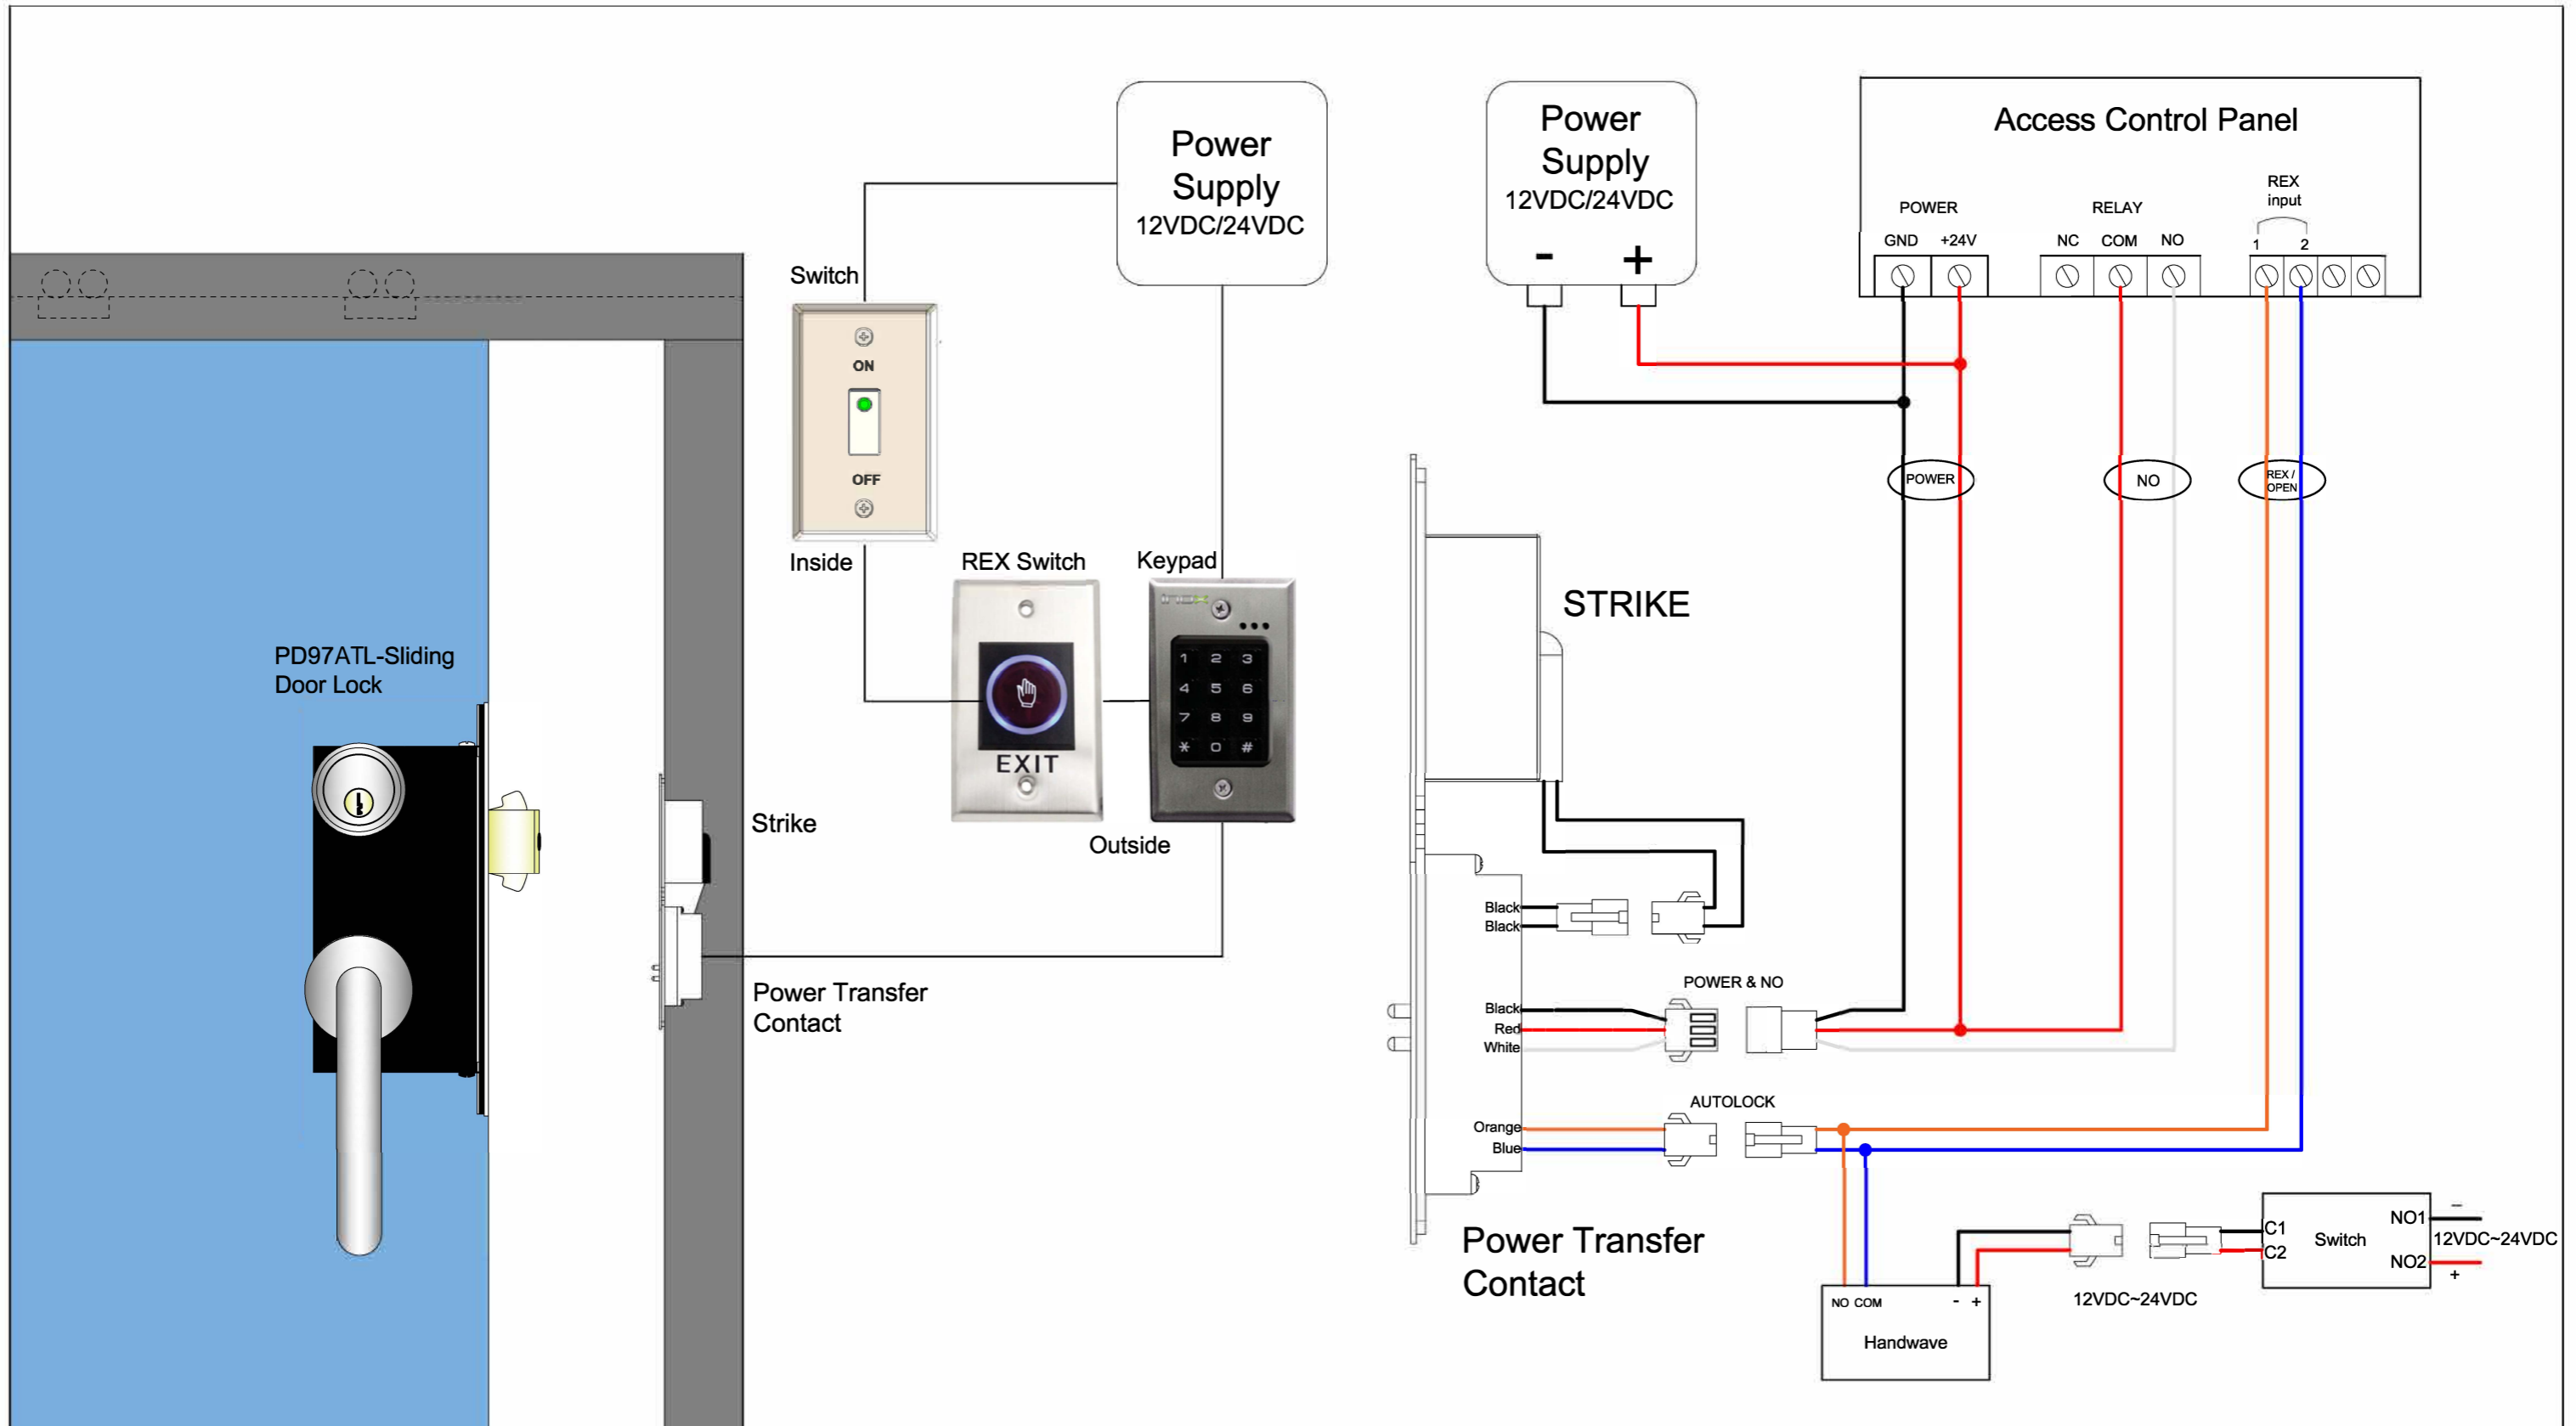 Power
Supply
12VDC/24VDC
Switch
ON
OFF
Inside
REX Switch
EXIT
Keypad
1 2 3
4 5 6
7 8 9
* 0 #
Outside
PD97ATL-Sliding
Door Lock
Strike
Power Transfer
Contact
Power
Supply
12VDC/24VDC
- +
Access Control Panel
POWER
GND +24V
RELAY
NC COM NO
REX
input
1 2
POWER
NO
REX /
OPEN
STRIKE
Black
Black
POWER & NO
Black
Red
White
AUTOLOCK
Orange
Blue
Power Transfer
Contact
NO COM - +
Handwave
12VDC~24VDC
C1
C2
Switch
NO1
NO2
−
12VDC~24VDC
+